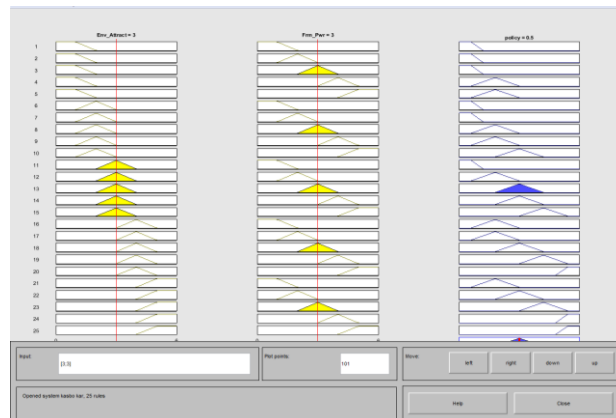 Env_Attract = 3
Frm_Pwr = 3
policy = 0.5
1
2
3
4
5
6
7
8
9
10
11
12
13
14
15
16
17
18
19
20
21
22
23
24
25
Input:
[3;3]
Plot points:
101
Move:
left
right
down
up
Opened system
25 rules
Help
Close